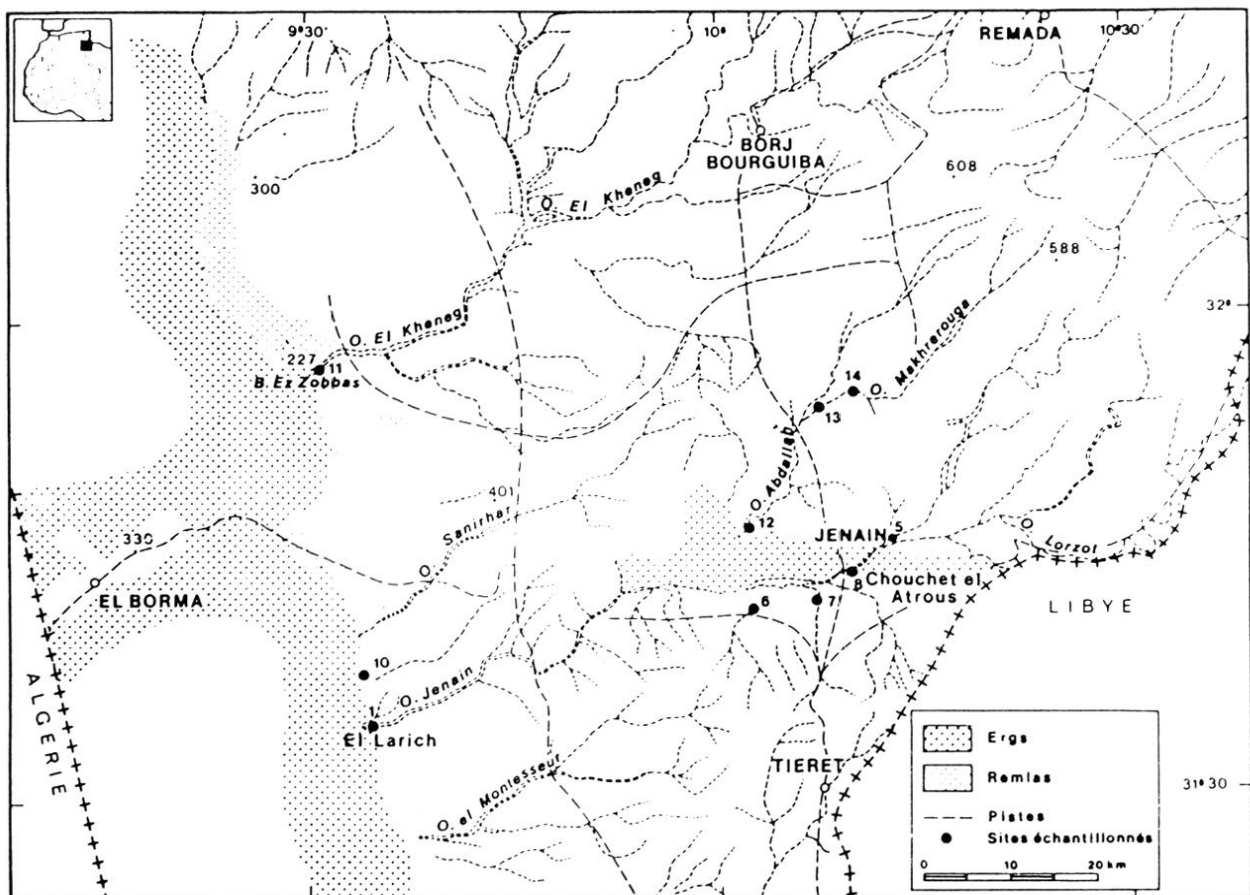 9° 30'
10°
10° 30'
REMADA
BORJ
BOURGUIBA
608
300
O. El Kheneg
588
32°
O. El Kheneg
227
11
B. Ez Zobbas
14
O. Makhrerouga
13
O. Abdallah
401
O. Sanirhar
12
330
JENAIN
5
O. Lorzot
EL BORMA
8
Chouchet el
Atrous
6
7
LIBYE
ALGERIE
10
O. Jenain
1
El Larich
TIERET
31° 30
O. el Montesseur
Ergs
Remlas
Pistes
Sites échantillonnés
0 10 20 km